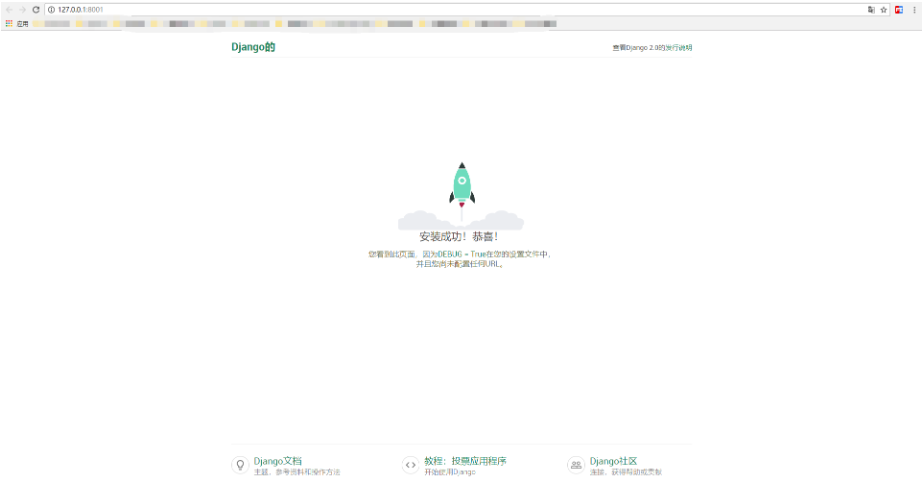 127.0.0.1:8001
应用
Django的
查看Django 2.0的发行说明
安装成功！恭喜！
您看到此页面，因为DEBUG = True在您的设置文件中，
并且您尚未配置任何URL。
Django文档
主题，参考资料和操作方法
教程：投票应用程序
开始使用Django
Django社区
连接，获得帮助或贡献